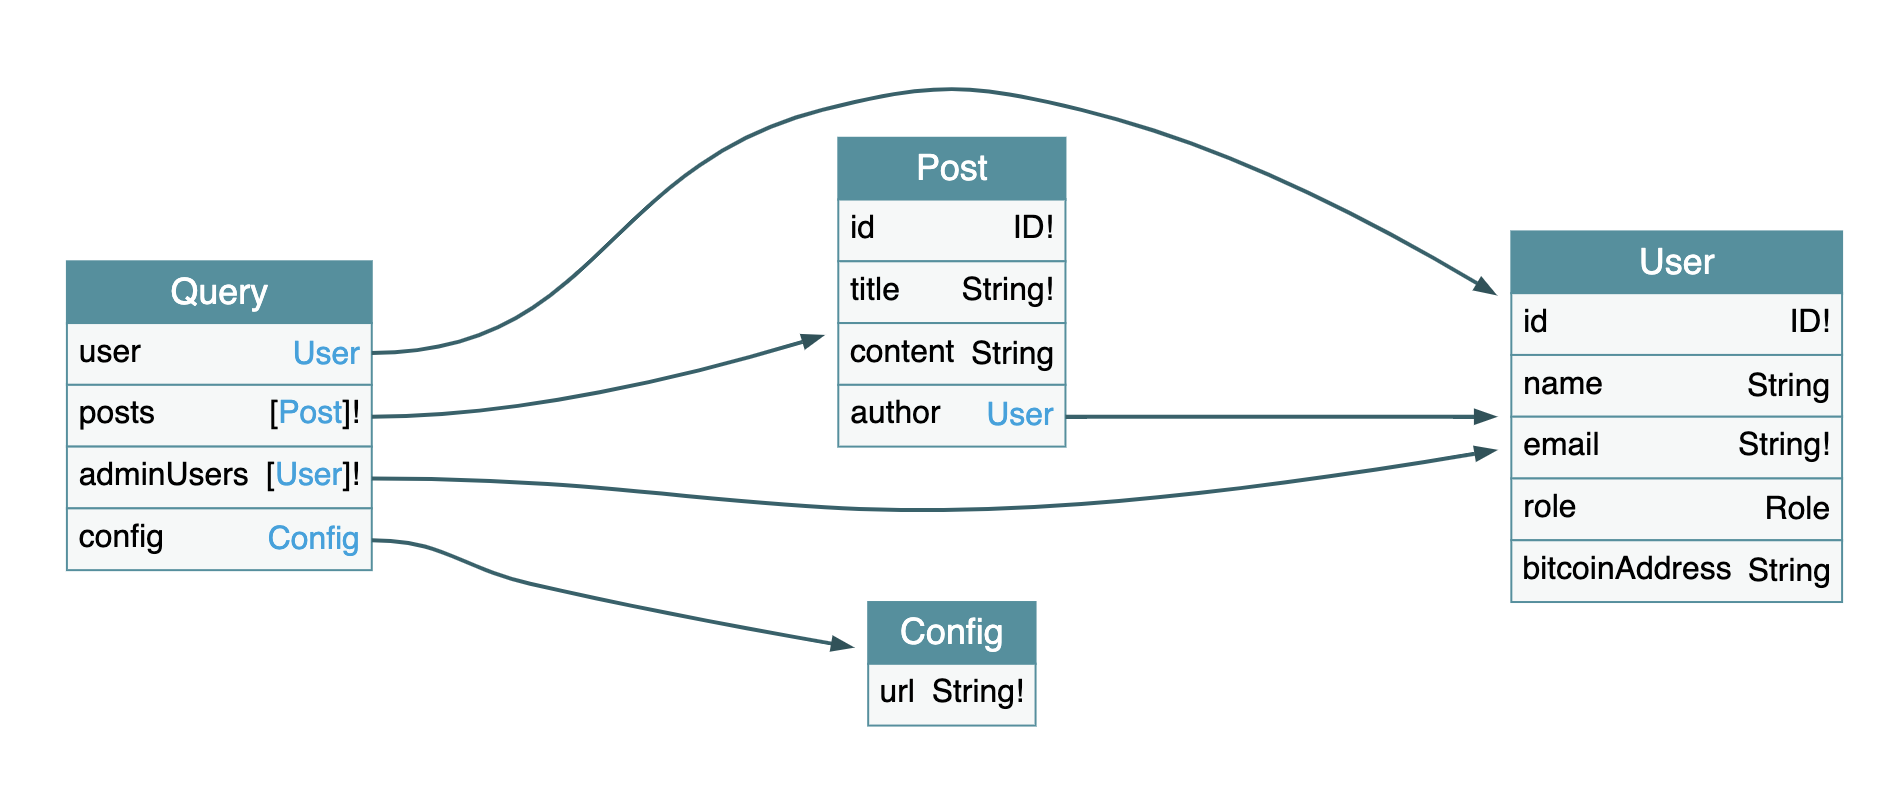 Query
user User
posts [Post]!
adminUsers [User]!
config Config
Post
id ID!
title String!
content String
author User
Config
url String!
User
id ID!
name String
email String!
role Role
bitcoinAddress String